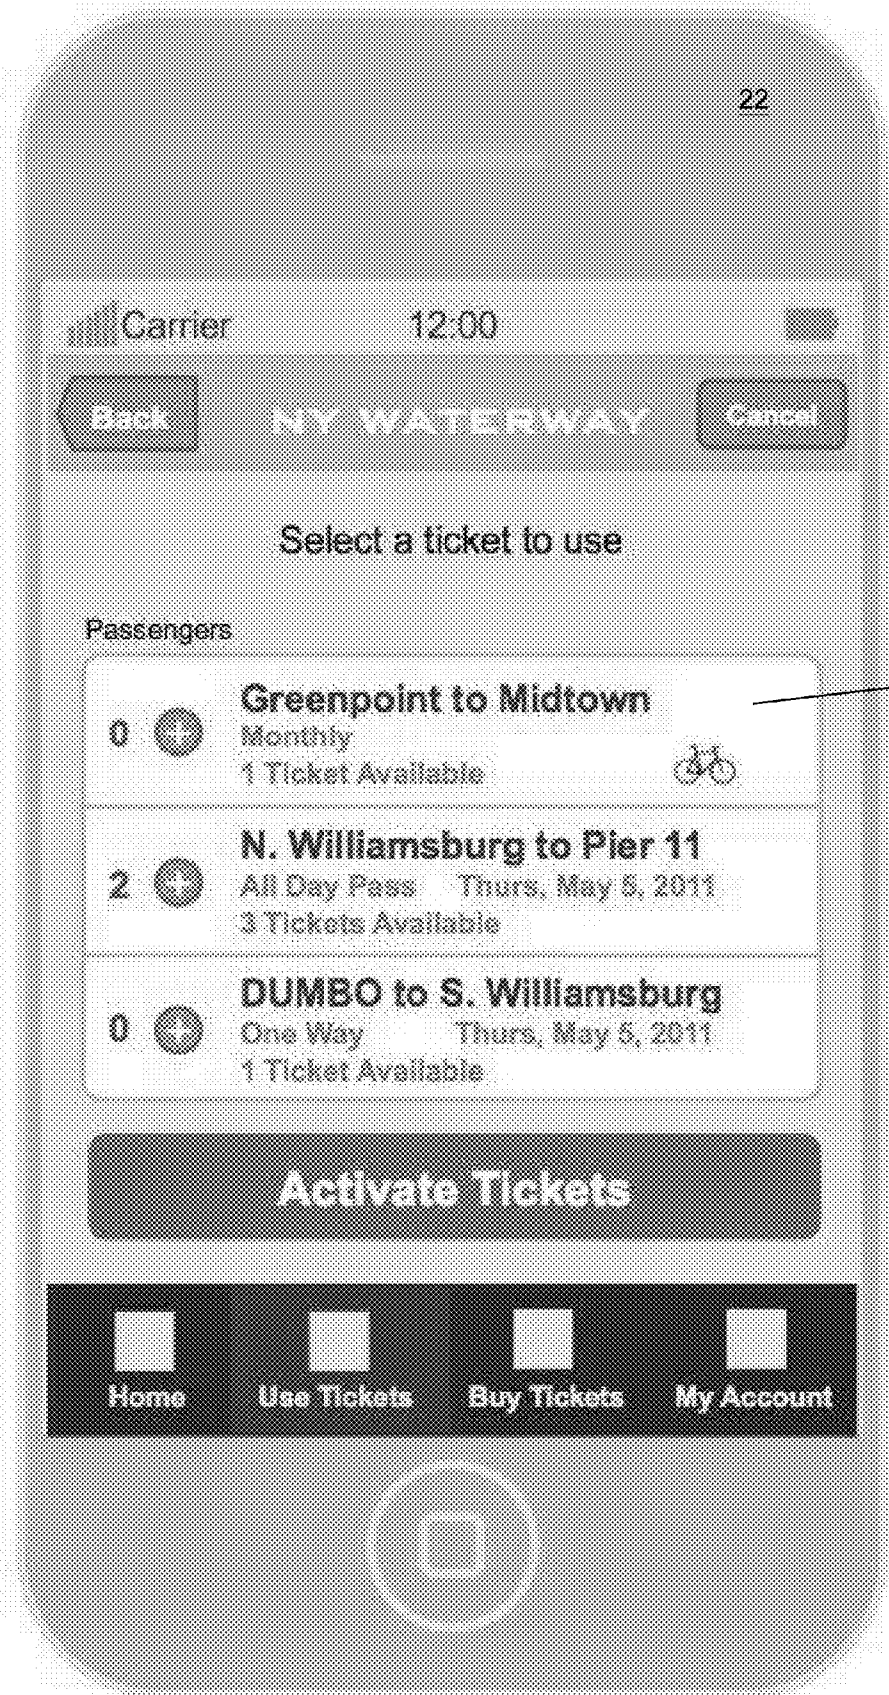 22
Carrier 12:00
Back NY WATERWAY Cancel
Select a ticket to use
Passengers
Greenpoint to Midtown
0 Monthly
1 Ticket Available
N. Williamsburg to Pier 11
2 All Day Pass Thurs, May 5, 2011
3 Tickets Available
DUMBO to S. Williamsburg
0 One Way Thurs, May 5, 2011
1 Ticket Available
Activate Tickets
Home Use Tickets Buy Tickets My Account